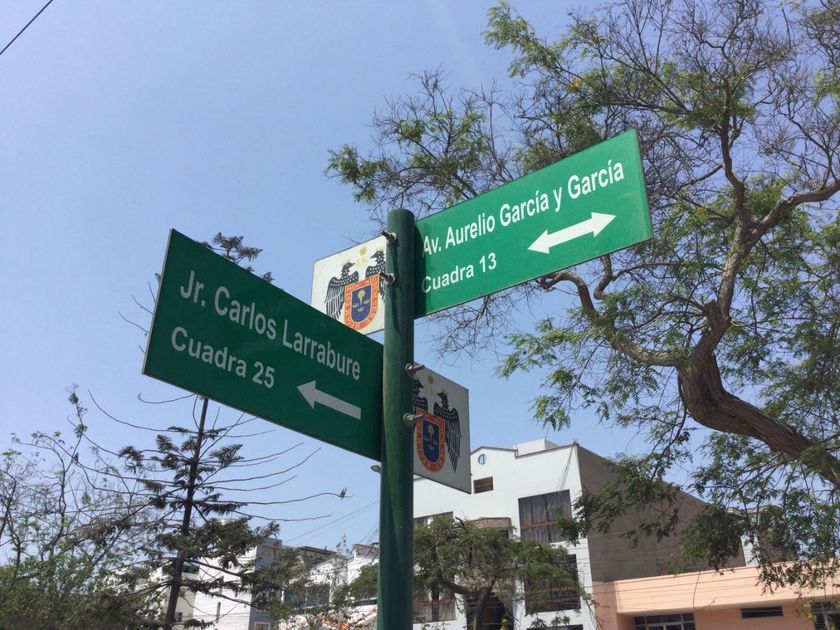 Jr. Carlos Larrabure
Cuadra 25
Av. Aurelio García y García
Cuadra 13